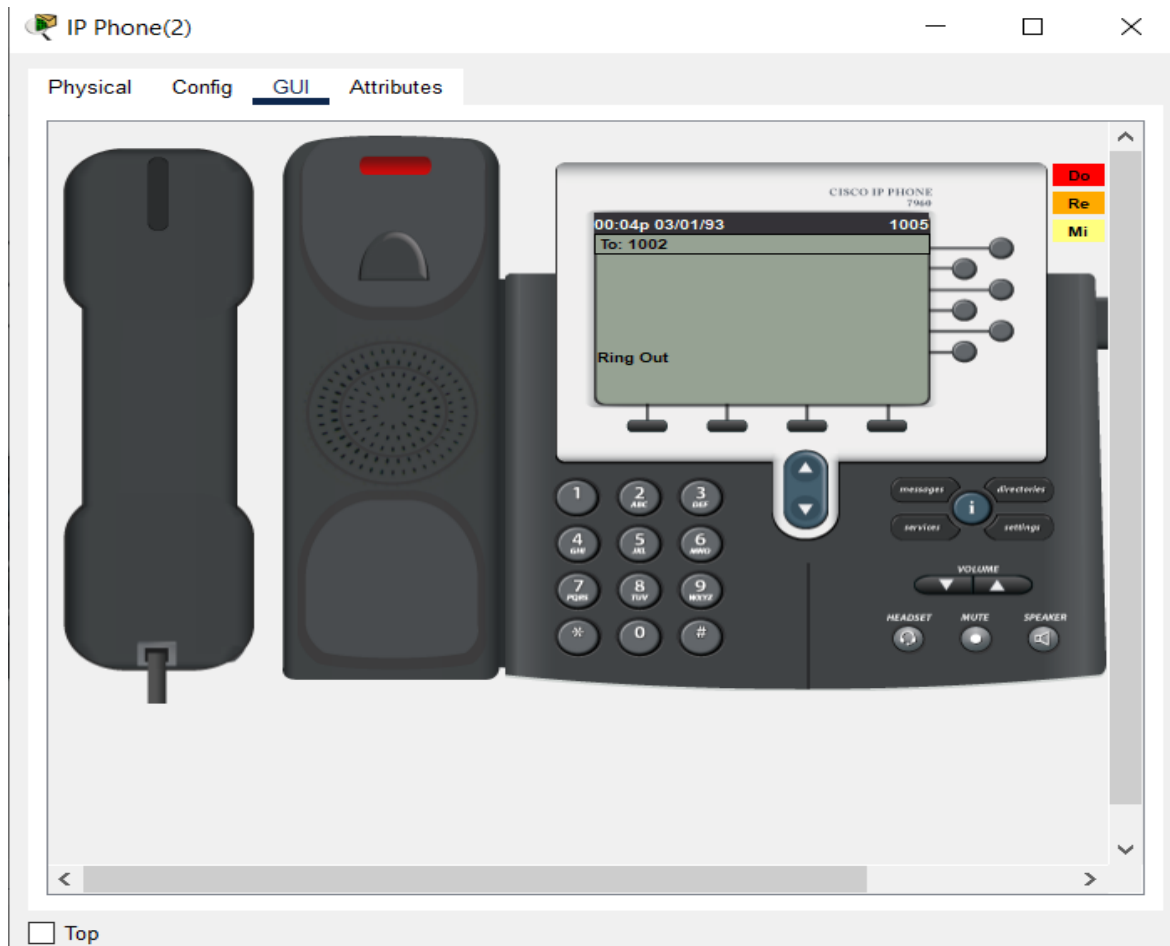 IP Phone(2)
Physical Config GUI Attributes
CISCO IP PHONE
7960
Do
Re
Mi
00:04p 03/01/93 1005
To: 1002
Ring Out
messages directories
i
services settings
1 2 ABC 3 DEF
4 GHI 5 JKL 6 MNO
7 PQRS 8 TUV 9 WXYZ
* 0 #
VOLUME
HEADSET MUTE SPEAKER
Top